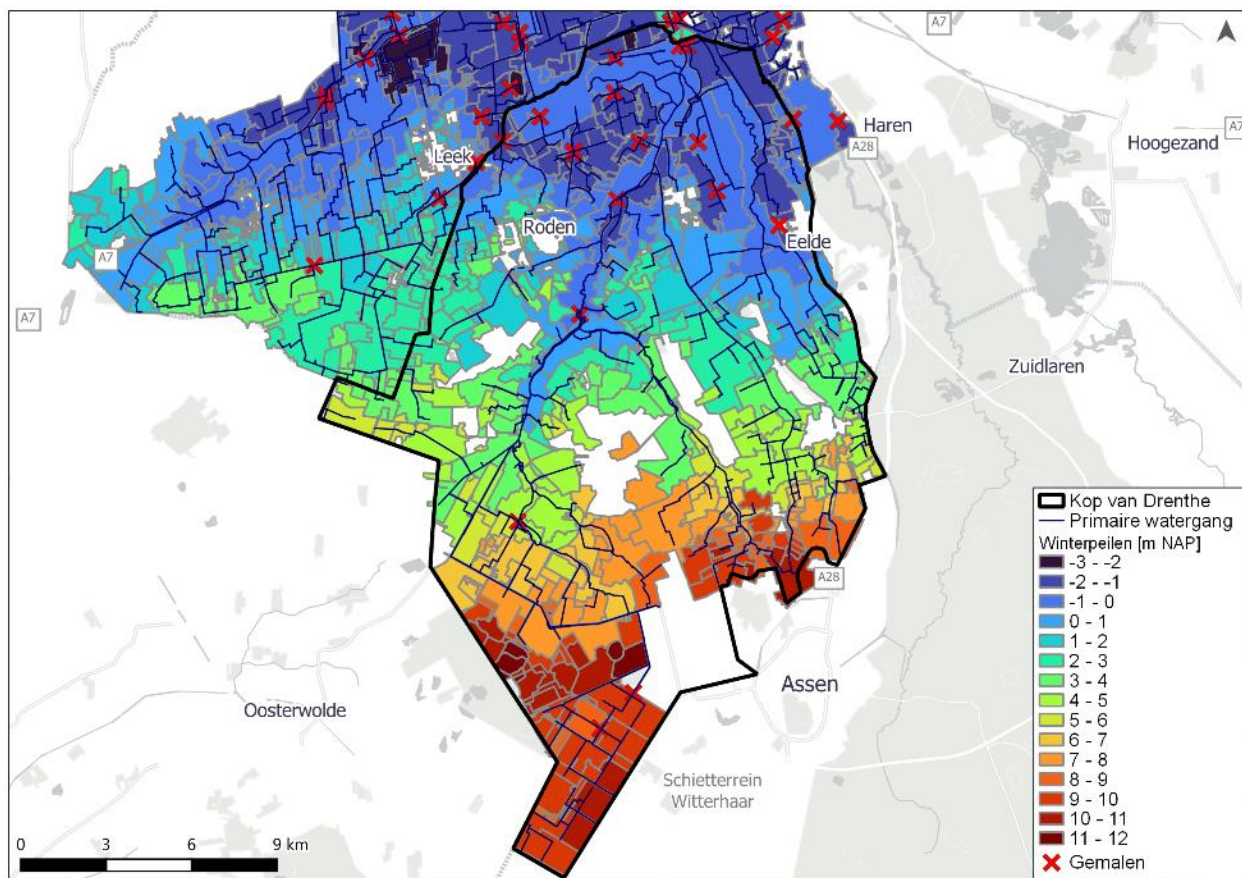 A7
Haren
A28
Hoogezand
A7
Leek
Roden
Eelde
A7
A7
Zuidlaren
A28
Assen
Oosterwolde
Schietterrein
Witterhaar
0 3 6 9 km
Kop van Drenthe
Primaire watergang
Winterpeilen [m NAP]
-3 - -2
-2 - -1
-1 - 0
0 - 1
1 - 2
2 - 3
3 - 4
4 - 5
5 - 6
6 - 7
7 - 8
8 - 9
9 - 10
10 - 11
11 - 12
Gemalen